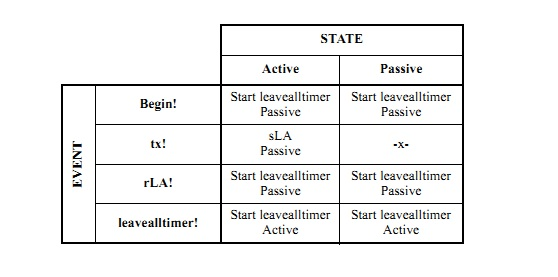 STATE
Active Passive
EVENT
Begin! Start leavealltimer Start leavealltimer
Passive Passive
tx! sLA -x-
Passive
rLA! Start leavealltimer Start leavealltimer
Passive Passive
leavealltimer! Start leavealltimer Start leavealltimer
Active Active